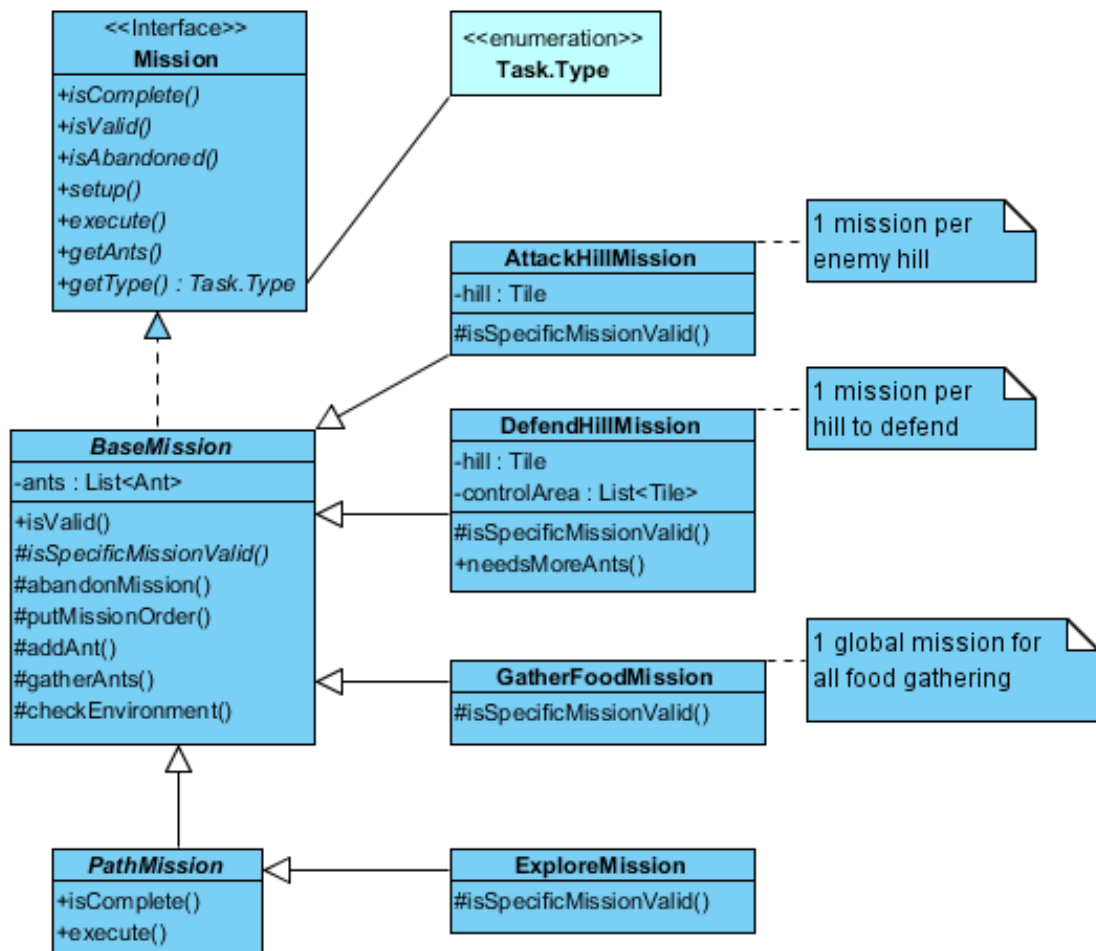 <<Interface>>
Mission
+isComplete()
+isValid()
+isAbandoned()
+setup()
+execute()
+getAnts()
+getType() : Task.Type
<<enumeration>>
Task.Type
AttackHillMission
-hill : Tile
#isSpecificMissionValid()
1 mission per
enemy hill
BaseMission
-ants : List<Ant>
+isValid()
#isSpecificMissionValid()
#abandonMission()
#putMissionOrder()
#addAnt()
#gatherAnts()
#checkEnvironment()
DefendHillMission
-hill : Tile
-controlArea : List<Tile>
#isSpecificMissionValid()
+needsMoreAnts()
1 mission per
hill to defend
GatherFoodMission
#isSpecificMissionValid()
1 global mission for
all food gathering
PathMission
+isComplete()
+execute()
ExploreMission
#isSpecificMissionValid()